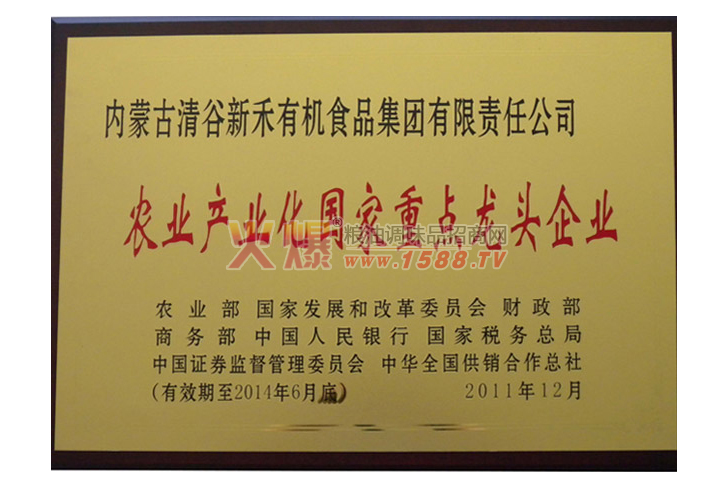 内蒙古清谷新禾有机食品集团有限责任公司
农业产业化国家重点龙头企业
火爆®粮油调味品招商网
www.1588.TV
农业部 国家发展和改革委员会 财政部
商务部 中国人民银行 国家税务总局
中国证券监督管理委员会 中华全国供销合作总社
(有效期至2014年6月底) 2011年12月